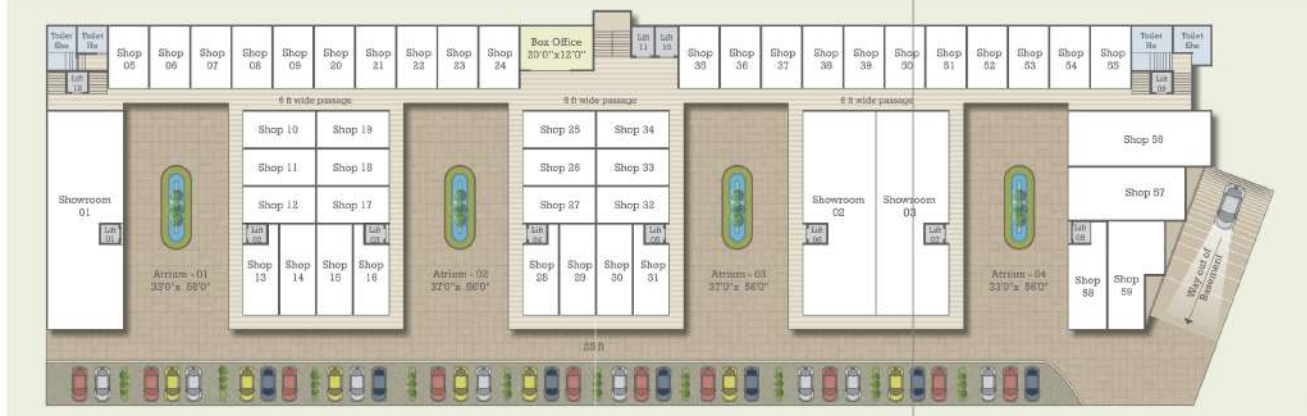 Toilet
She
Toilet
He
Shop
05
Shop
06
Shop
07
Shop
08
Shop
09
Shop
20
Shop
21
Shop
22
Shop
23
Shop
24
Box Office
Lift
11
Lift
10
Shop
35
Shop
36
Shop
37
Shop
38
Shop
39
Shop
50
Shop
51
Shop
52
Shop
53
Shop
54
Shop
55
Toilet
He
Toilet
She
Lift
Lift
09
6 ft wide passage
6 ft wide passage
6 ft wide passage
Shop 10
Shop 19
Shop 11
Shop 18
Shop 12
Shop 17
Shop 25
Shop 34
Shop 26
Shop 33
Shop 27
Shop 32
Shop 56
Shop 57
Showroom
01
Showroom
02
Showroom
03
Lift
01
Lift
02
Lift
03
Lift
04
Lift
05
Lift
06
Lift
07
Lift
08
Shop
13
Shop
14
Shop
15
Shop
16
Shop
28
Shop
29
Shop
30
Shop
31
Shop
58
Shop
59
Atrium - 01
33'0"x 56'0"
Atrium - 02
37'0"x 56'0"
Atrium - 03
37'0"x 56'0"
Atrium - 04
33'0"x 56'0"
Way out of
Basement
25 ft